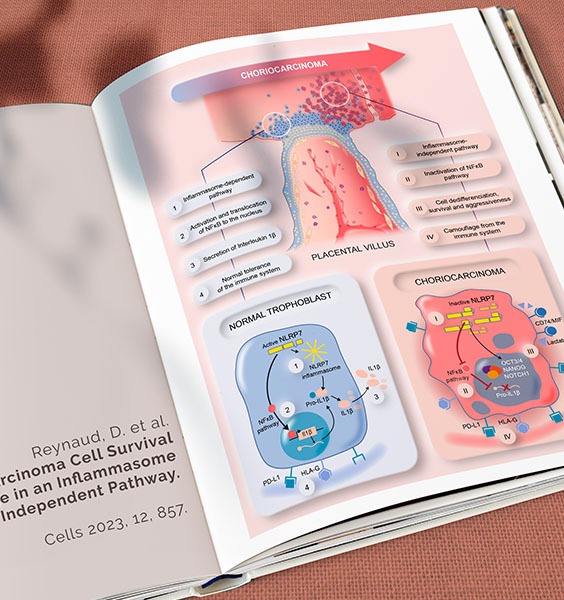 CHORIOCARCINOMA
1 Inflammasome-dependent
pathway
2 Activation and translocation
of NFκB to the nucleus
3 Secretion of Interleukin 1β
4 Normal tolerance
of the immune system
I Inflammasome-
independent pathway
II Inactivation of NFκB
pathway
III Cell dedifferenciation,
survival and aggressiveness
IV Camouflage from the
immune system
PLACENTAL VILLUS
NORMAL TROPHOBLAST
Active NLRP7
1
NLRP7
inflammasome
Pro-IL1β
IL1β
IL1β
3
NFκB
pathway
2
Il1β
PD-L1
HLA-G
4
CHORIOCARCINOMA
Inactive NLRP7
I
CD74/MIF
Lactate
III
OCT3/4
NANOG
NOTCH1
NFκB
pathway
II
Pro-IL1β
PD-L1
HLA-G
IV
Reynaud, D. et al.
arcinoma Cell Survival
e in an Inflammasome
Independent Pathway.
Cells 2023, 12, 857.